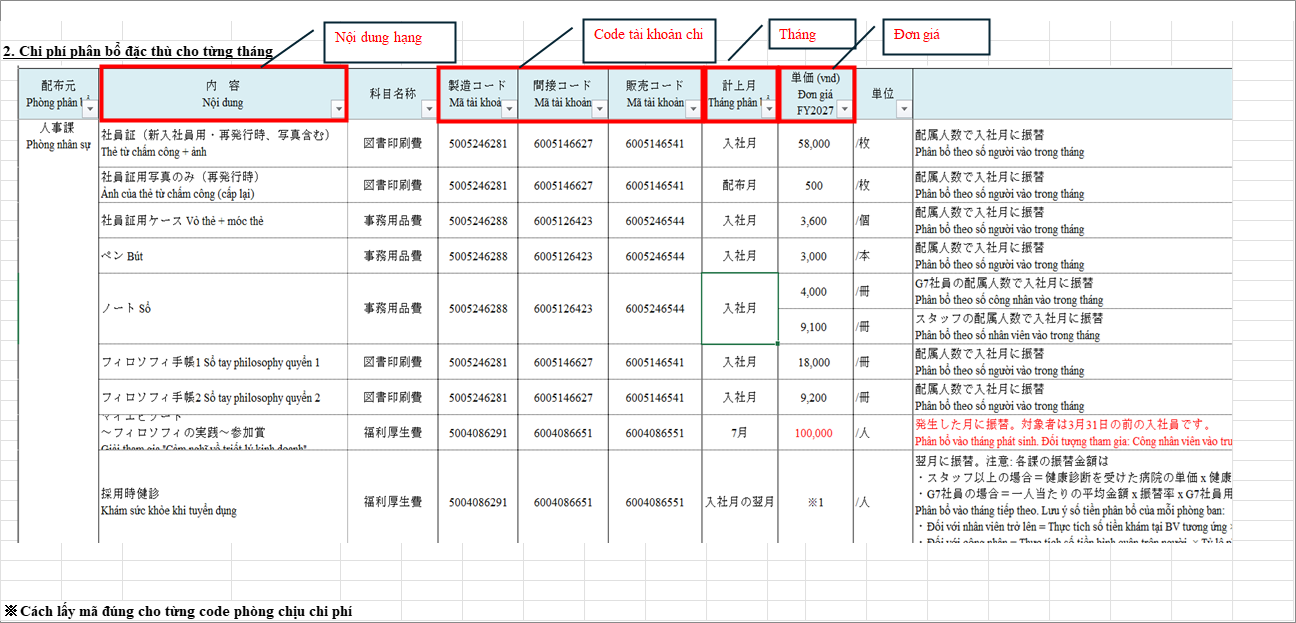 Nội dung hạng
Code tài khoản chi
Tháng
Đơn giá
2. Chi phí phân bổ đặc thù cho từng tháng
配布元
Phòng phân
内　容
Nội dung
科目名称
製造コード
Mã tài khoả
間接コード
Mã tài khoản
販売コード
Mã tài khoả
計上月
Tháng phân
単価 (vnd)
Đơn giá
FY2027
単位
人事課
Phòng nhân sự
社員証（新入社員用・再発行時、写真含む）
Thẻ từ chấm công + ảnh
図書印刷費
5005246281
6005146627
6005146541
入社月
58,000
/枚
配属人数で入社月に振替
Phân bổ theo số người vào trong tháng
社員証用写真のみ（再発行時）
Ảnh của thẻ từ chấm công (cấp lại)
図書印刷費
5005246281
6005146627
6005146541
配布月
500
/枚
配属人数で入社月に振替
Phân bổ theo số người vào trong tháng
社員証用ケース Vỏ thẻ + móc thẻ
事務用品費
5005246288
6005126423
6005246544
入社月
3,600
/個
配属人数で入社月に振替
Phân bổ theo số người vào trong tháng
ペン Bút
事務用品費
5005246288
6005126423
6005246544
入社月
3,000
/本
配属人数で入社月に振替
Phân bổ theo số người vào trong tháng
ノート Sổ
事務用品費
5005246288
6005126423
6005246544
入社月
4,000
/冊
G7社員の配属人数で入社月に振替
Phân bổ theo số công nhân vào trong tháng
9,100
/冊
スタッフの配属人数で入社月に振替
Phân bổ theo số nhân viên vào trong tháng
フィロソフィ手帳1 Sổ tay philosophy quyển 1
図書印刷費
5005246281
6005146627
6005146541
入社月
18,000
/冊
配属人数で入社月に振替
Phân bổ theo số người vào trong tháng
フィロソフィ手帳2 Sổ tay philosophy quyển 2
図書印刷費
5005246281
6005146627
6005146541
入社月
9,200
/冊
配属人数で入社月に振替
Phân bổ theo số người vào trong tháng
マイエピソード
～フィロソフィの実践～参加賞
Giải tham gia "Cảm nghĩ về triết lý kinh doanh"
福利厚生費
5004086291
6004086651
6004086551
7月
100,000
/人
発生した月に振替。対象者は3月31日の前の入社員です。
Phân bổ vào tháng phát sinh. Đối tượng tham gia: Công nhân viên vào trư
採用時健診
Khám sức khỏe khi tuyển dụng
福利厚生費
5004086291
6004086651
6004086551
入社月の翌月
※1
/人
翌月に振替。注意: 各課の振替金額は
・スタッフ以上の場合＝健康診断を受けた病院の単価 x 健康
・G7社員の場合＝一人当たりの平均金額 x 振替率 x G7社員用
Phân bổ vào tháng tiếp theo. Lưu ý số tiền phân bổ của mỗi phòng ban:
・Đối với nhân viên trở lên = Thực tích số tiền khám tại BV tương ứng
・Đối với công nhân = Thực tích số tiền bình quân trên người × Tỷ lệ
※ Cách lấy mã đúng cho từng code phòng chịu chi phí